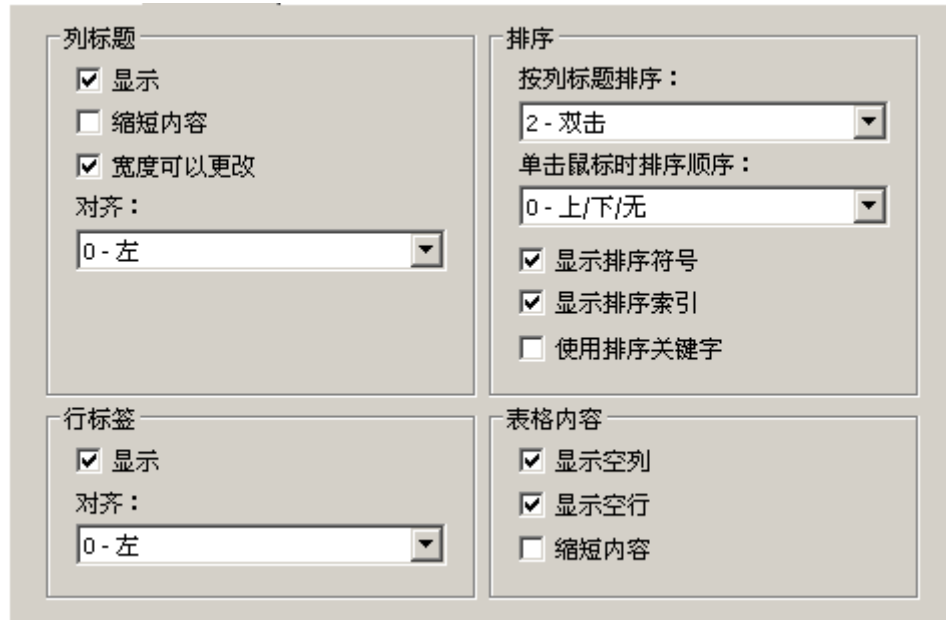 列标题
显示
缩短内容
宽度可以更改
对齐：
0 - 左
排序
按列标题排序：
2 - 双击
单击鼠标时排序顺序：
0 - 上/下/无
显示排序符号
显示排序索引
使用排序关键字
行标签
显示
对齐：
0 - 左
表格内容
显示空列
显示空行
缩短内容